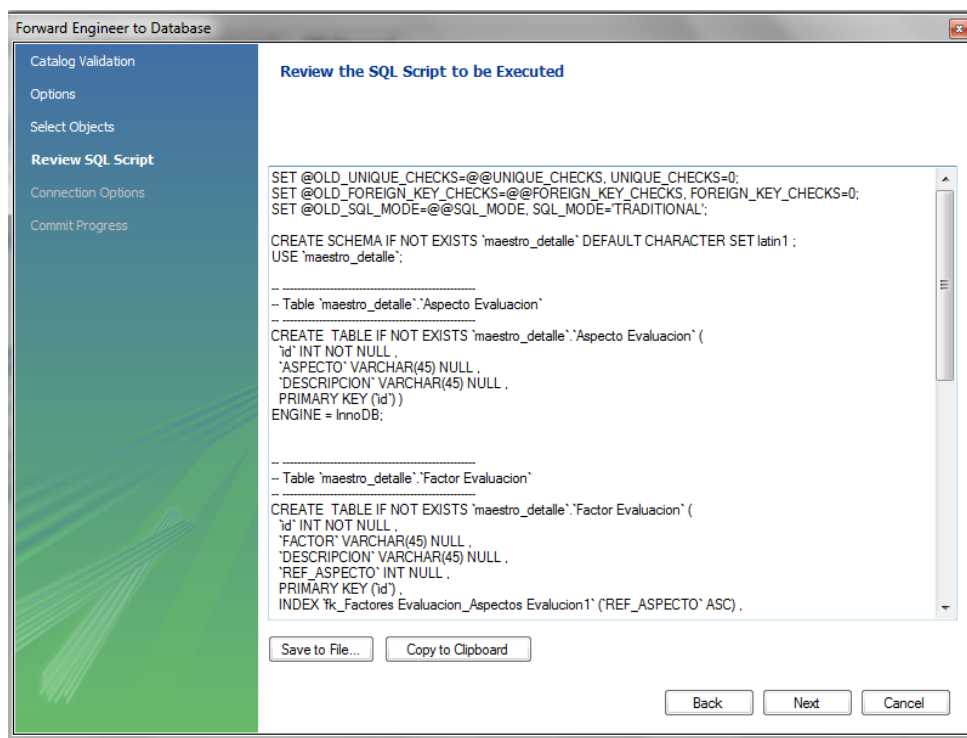 Forward Engineer to Database
Catalog Validation
Options
Select Objects
Review SQL Script
Connection Options
Commit Progress
Review the SQL Script to be Executed
SET @OLD_UNIQUE_CHECKS=@@UNIQUE_CHECKS, UNIQUE_CHECKS=0;
SET @OLD_FOREIGN_KEY_CHECKS=@@FOREIGN_KEY_CHECKS, FOREIGN_KEY_CHECKS=0;
SET @OLD_SQL_MODE=@@SQL_MODE, SQL_MODE='TRADITIONAL';
CREATE SCHEMA IF NOT EXISTS `maestro_detalle` DEFAULT CHARACTER SET latin1 ;
USE `maestro_detalle`;
-- -----------------------------------------------------
-- Table `maestro_detalle`.`Aspecto Evaluacion`
-- -----------------------------------------------------
CREATE  TABLE IF NOT EXISTS `maestro_detalle`.`Aspecto Evaluacion` (
`id` INT NOT NULL ,
`ASPECTO` VARCHAR(45) NULL ,
`DESCRIPCION` VARCHAR(45) NULL ,
PRIMARY KEY (`id`) )
ENGINE = InnoDB;
-- -----------------------------------------------------
-- Table `maestro_detalle`.`Factor Evaluacion`
-- -----------------------------------------------------
CREATE  TABLE IF NOT EXISTS `maestro_detalle`.`Factor Evaluacion` (
`id` INT NOT NULL ,
`FACTOR` VARCHAR(45) NULL ,
`DESCRIPCION` VARCHAR(45) NULL ,
`REF_ASPECTO` INT NULL ,
PRIMARY KEY (`id`) ,
INDEX `fk_Factores Evaluacion_Aspectos Evalucion1` (`REF_ASPECTO` ASC) ,
Save to File...
Copy to Clipboard
Back
Next
Cancel